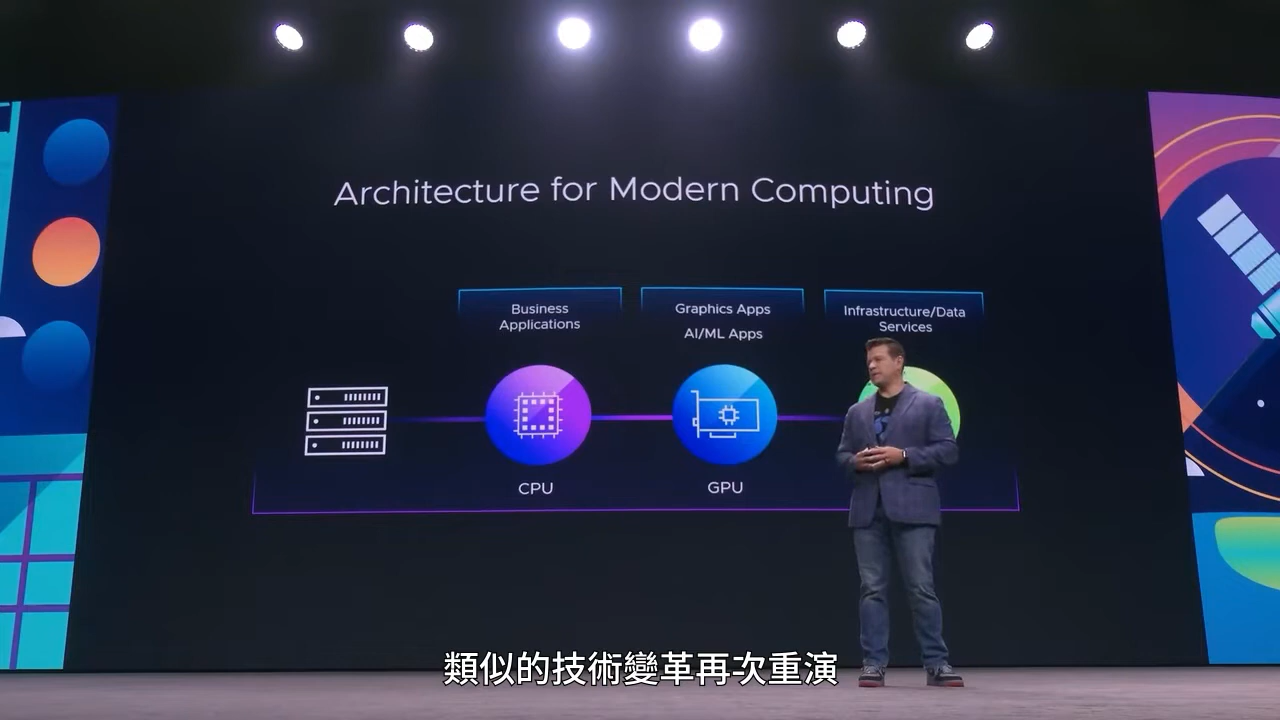 Architecture for Modern Computing
Business
Applications
Graphics Apps
AI/ML Apps
Infrastructure/Data
Services
CPU
GPU
類似的技術變革再次重演